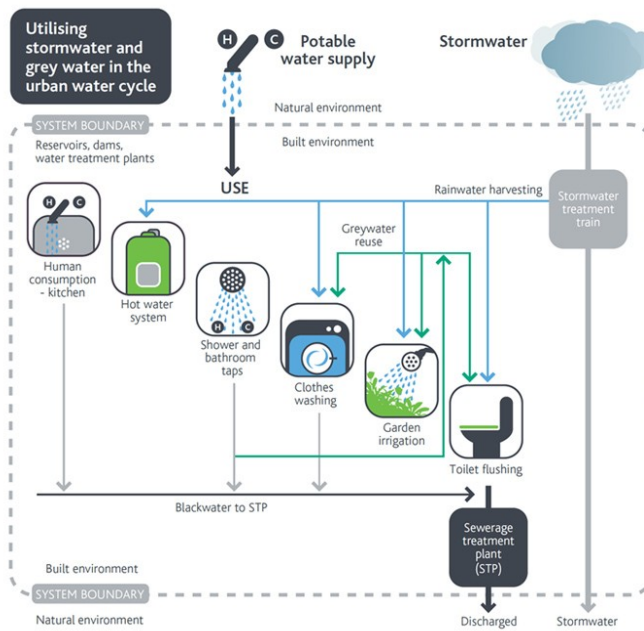 Utilising
stormwater and
grey water in the
urban water cycle
H C
Potable
water supply
Stormwater
Natural environment
SYSTEM BOUNDARY
Built environment
Reservoirs, dams,
water treatment plants
USE
Rainwater harvesting
Stormwater
treatment
train
H C
Greywater
reuse
Human
consumption
- kitchen
Hot water
system
H C
Shower and
bathroom
taps
Clothes
washing
Garden
irrigation
Toilet flushing
Blackwater to STP
Sewerage
treatment
plant
(STP)
Built environment
SYSTEM BOUNDARY
Natural environment
Discharged
Stormwater